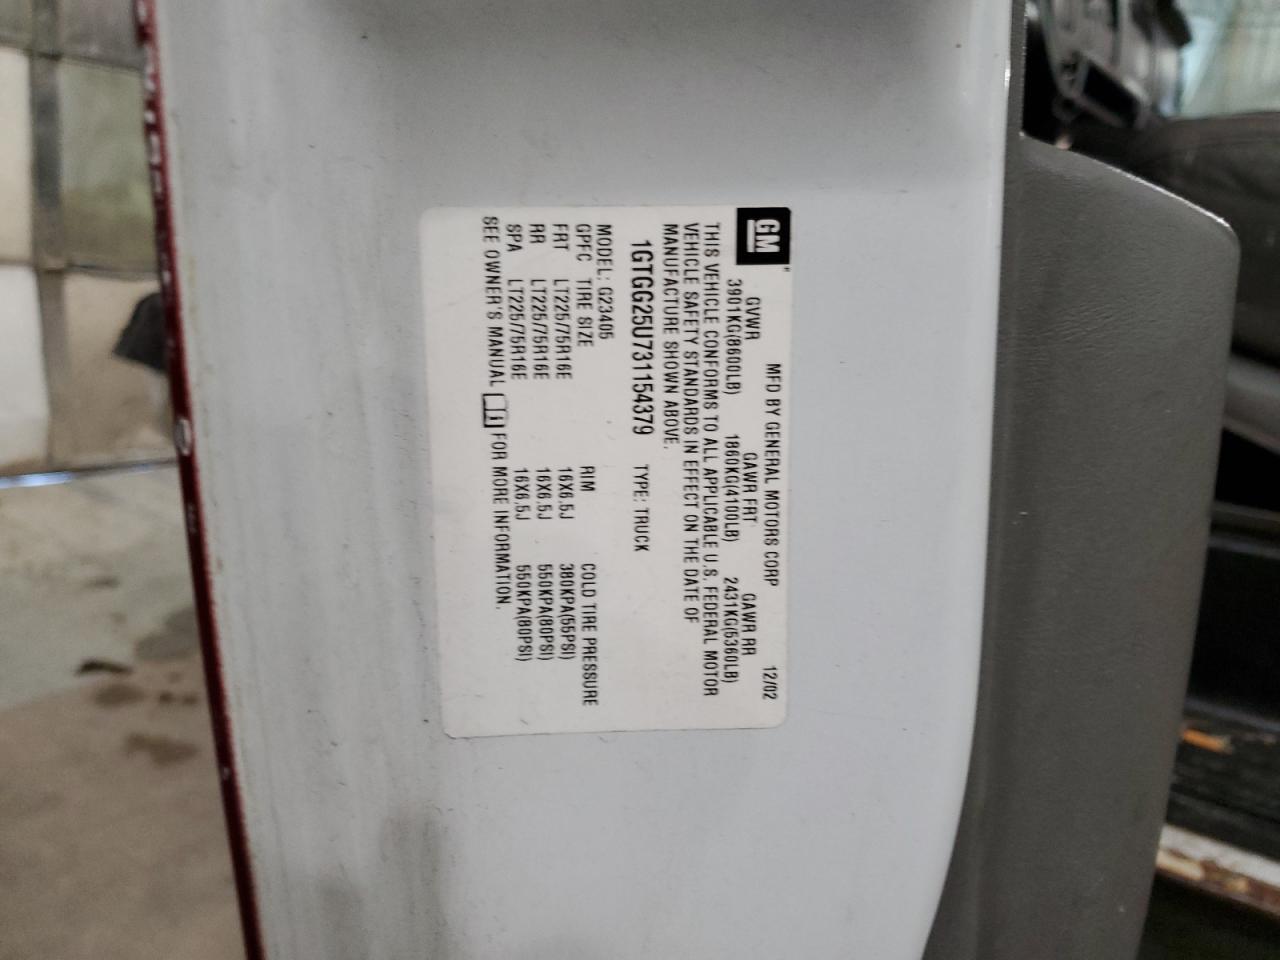 GM
MFD BY GENERAL MOTORS CORP 12/02
GVWR GAWR FRT GAWR RR
3901KG(8600LB) 1860KG(4100LB) 2431KG(5360LB)
THIS VEHICLE CONFORMS TO ALL APPLICABLE U.S. FEDERAL MOTOR
VEHICLE SAFETY STANDARDS IN EFFECT ON THE DATE OF
MANUFACTURE SHOWN ABOVE.
1GTGG25U731154379 TYPE: TRUCK
MODEL: G23405
GPFC TIRE SIZE RIM COLD TIRE PRESSURE
FRT LT225/75R16E 16X6.5J 380KPA(55PSI)
RR LT225/75R16E 16X6.5J 550KPA(80PSI)
SPA LT225/75R16E 16X6.5J 550KPA(80PSI)
SEE OWNER'S MANUAL FOR MORE INFORMATION.